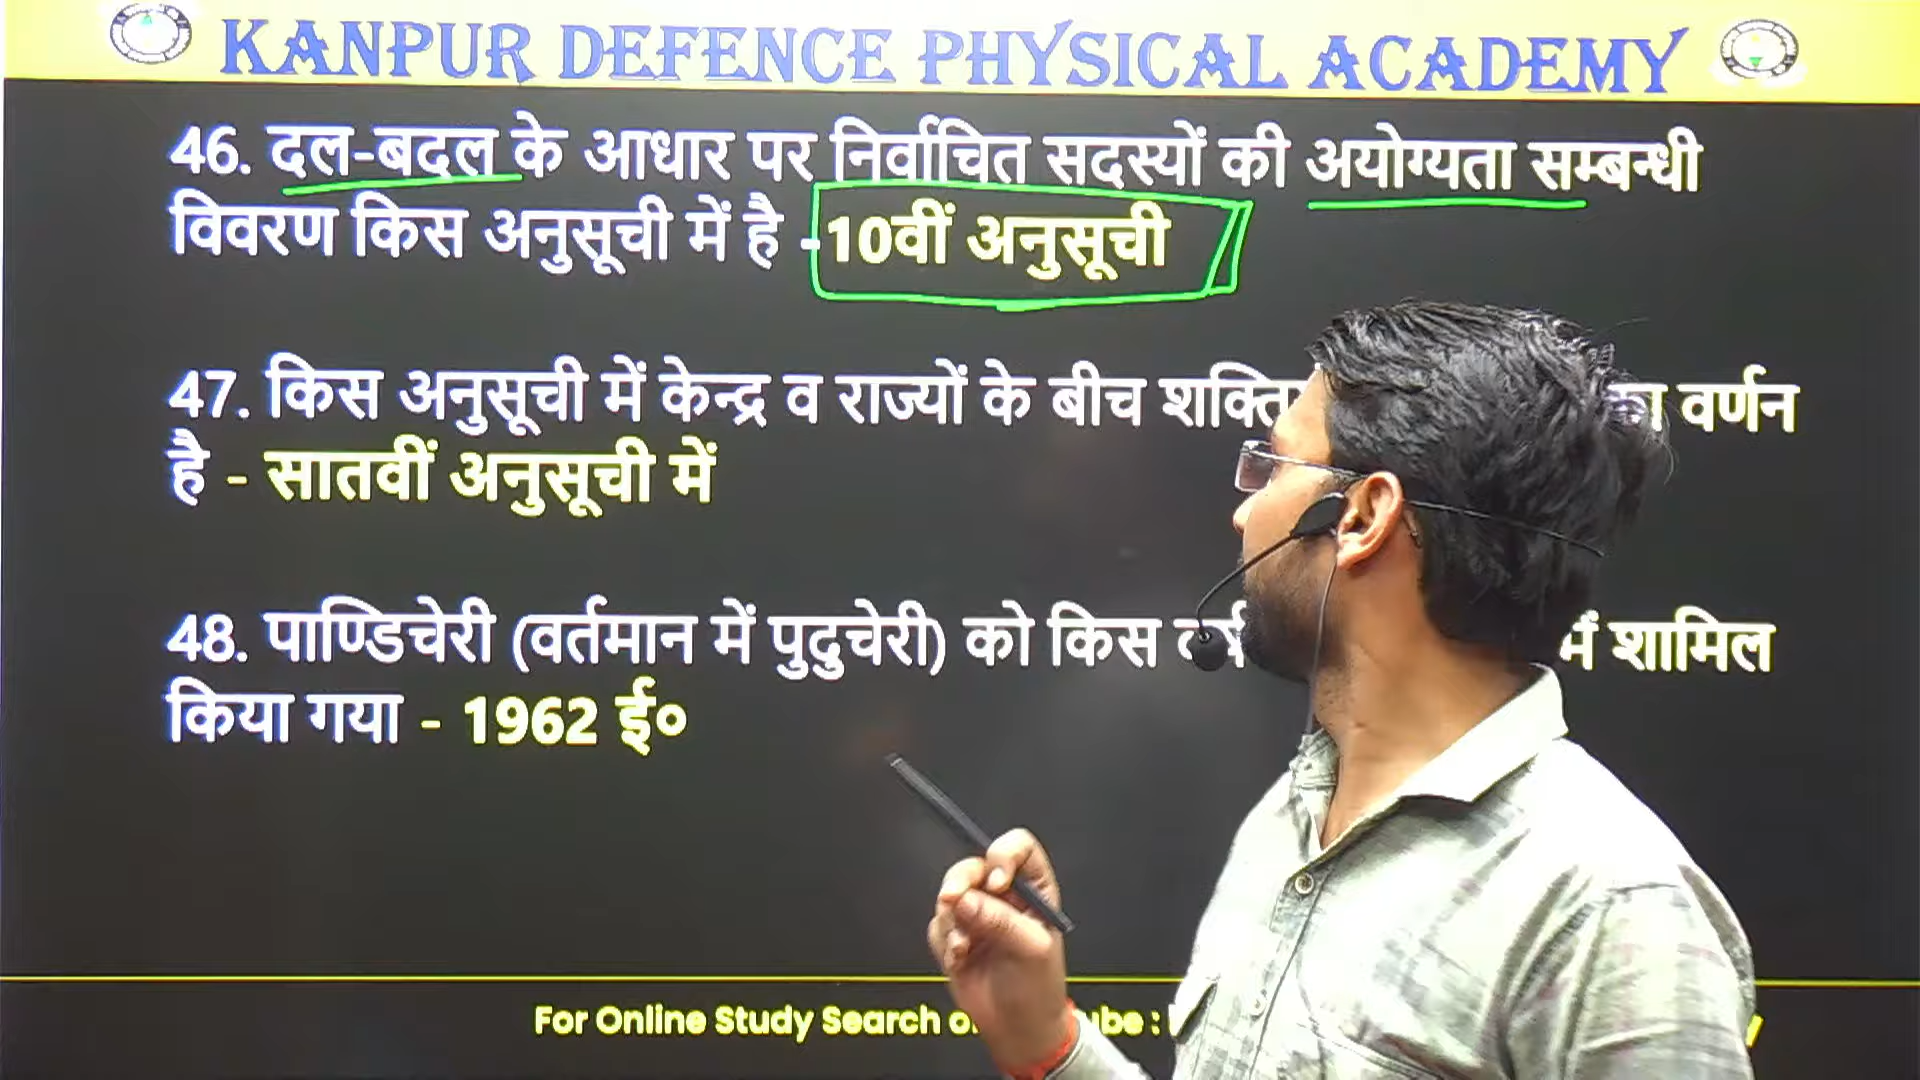 KANPUR DEFENCE PHYSICAL ACADEMY
46. दल-बदल के आधार पर निर्वाचित सदस्यों की अयोग्यता सम्बन्धी
विवरण किस अनुसूची में है -10वीं अनुसूची
47. किस अनुसूची में केन्द्र व राज्यों के बीच का वर्णन
है - सातवीं अनुसूची में
48. पाण्डिचेरी (वर्तमान में पुदुचेरी) को किस में शामिल
किया गया - 1962 ई०
For Online Study Search